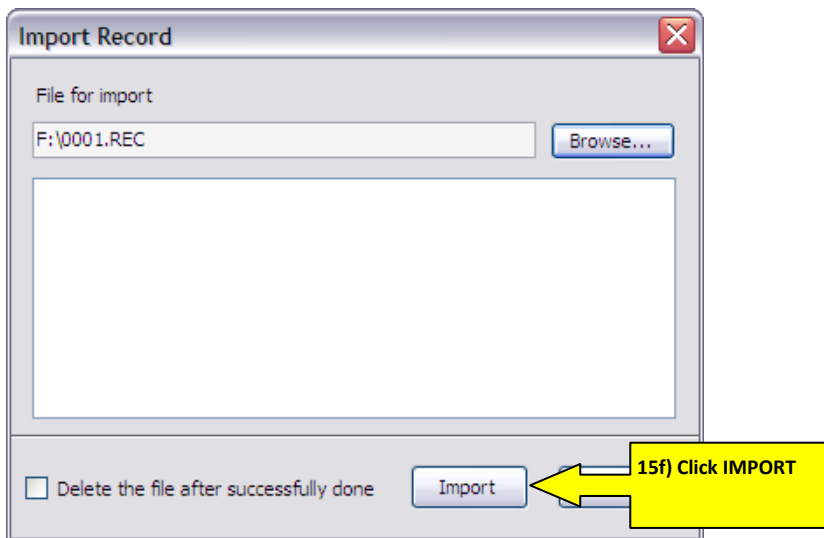 Import Record
File for import
F:\0001.REC
Browse...
Delete the file after successfully done
Import
15f) Click IMPORT